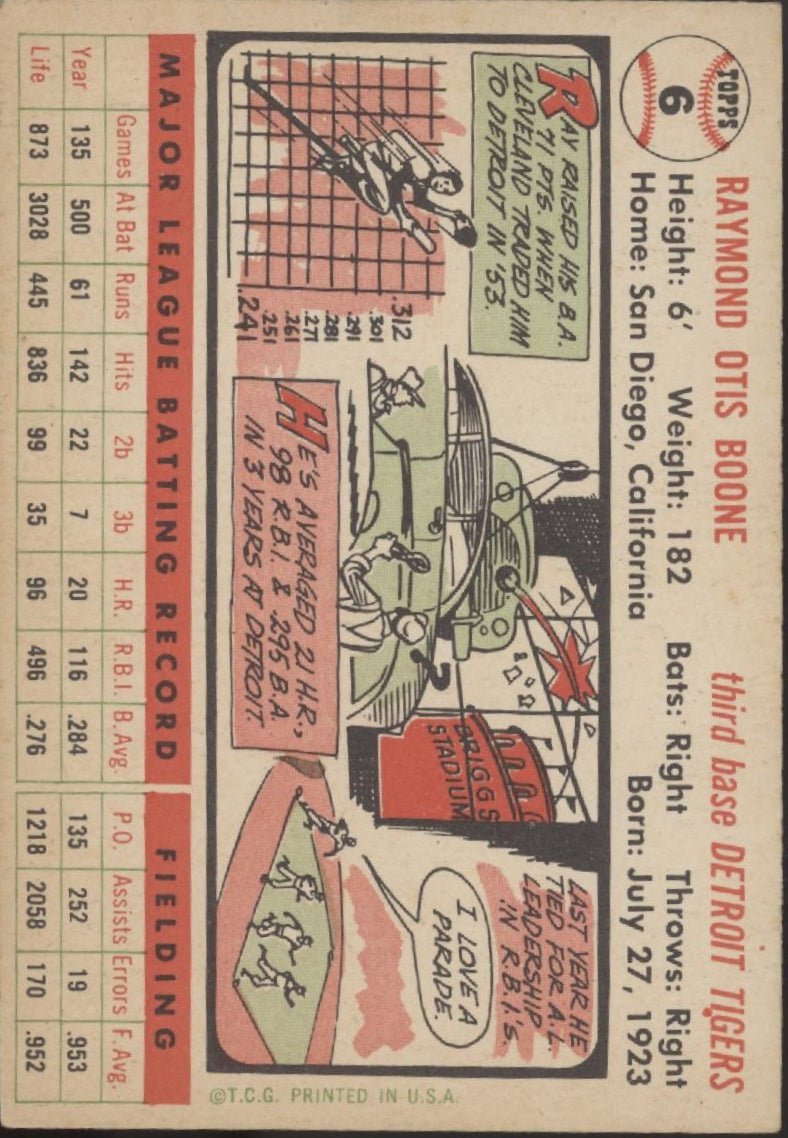 TOPPS
6
RAYMOND OTIS BOONE third base DETROIT TIGERS
Height: 6' Weight: 182 Bats: Right Throws: Right
Home: San Diego, California Born: July 27, 1923
RAY RAISED HIS B.A.
71 PTS. WHEN
CLEVELAND TRADED HIM
TO DETROIT IN '53.
.312
.301
.291
.281
.271
.261
.251
.241
BRIGGS
STADIUM
?
HE'S AVERAGED 21 H.R.,
98 R.B.I. & .295 B.A.
IN 3 YEARS AT DETROIT.
LAST YEAR HE
TIED FOR A.L.
LEADERSHIP
IN R.B.I.'S.
I LOVE A
PARADE.
©T.C.G. PRINTED IN U.S.A.
MAJOR LEAGUE BATTING RECORD FIELDING
Games At Bat Runs Hits 2b 3b H.R. R.B.I. B. Avg. P.O. Assists Errors F. Avg.
Year 135 500 61 142 22 7 20 116 .284 135 252 19 .953
Life 873 3028 445 836 99 35 96 496 .276 1218 2058 170 .952